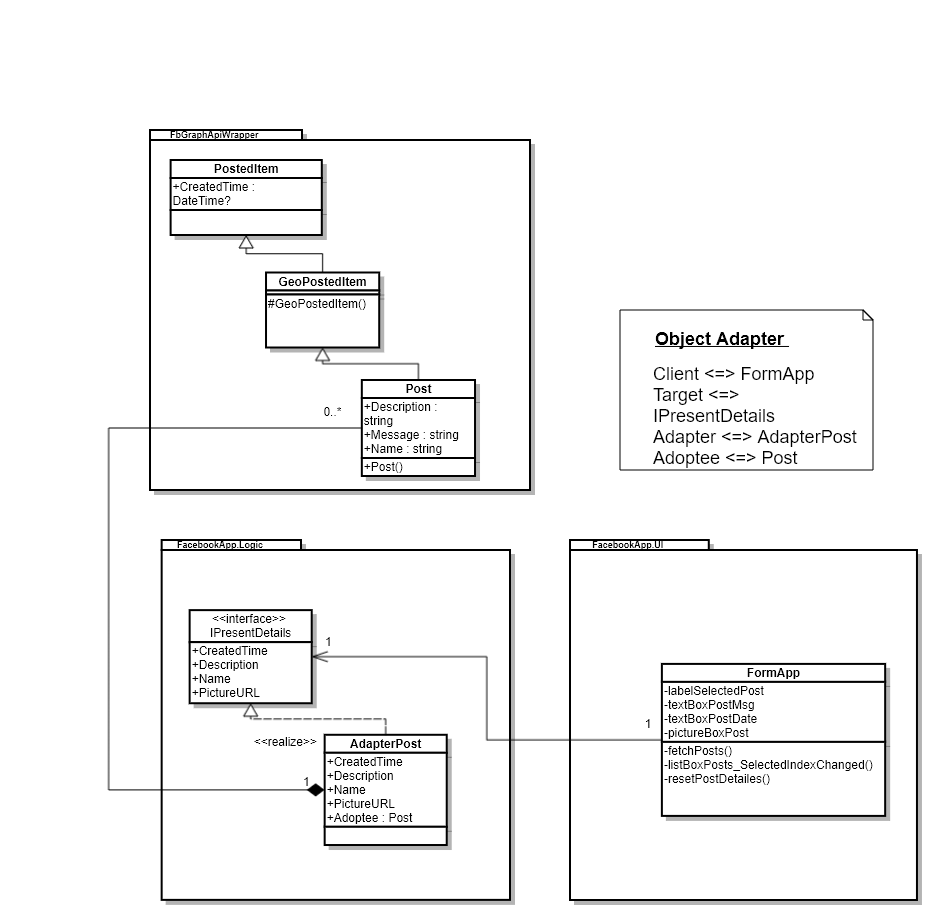 FbGraphApiWrapper
PostedItem
+CreatedTime :
DateTime?
GeoPostedItem
#GeoPostedItem()
Post
+Description :
string
+Message : string
+Name : string
+Post()
0..*
Object Adapter
Client <=> FormApp
Target <=>
IPresentDetails
Adapter <=> AdapterPost
Adoptee <=> Post
FacebookApp.Logic
<<interface>>
IPresentDetails
+CreatedTime
+Description
+Name
+PictureURL
1
<<realize>>
AdapterPost
+CreatedTime
+Description
+Name
+PictureURL
+Adoptee : Post
1
FacebookApp.UI
FormApp
-labelSelectedPost
-textBoxPostMsg
-textBoxPostDate
-pictureBoxPost
-fetchPosts()
-listBoxPosts_SelectedIndexChanged()
-resetPostDetailes()
1